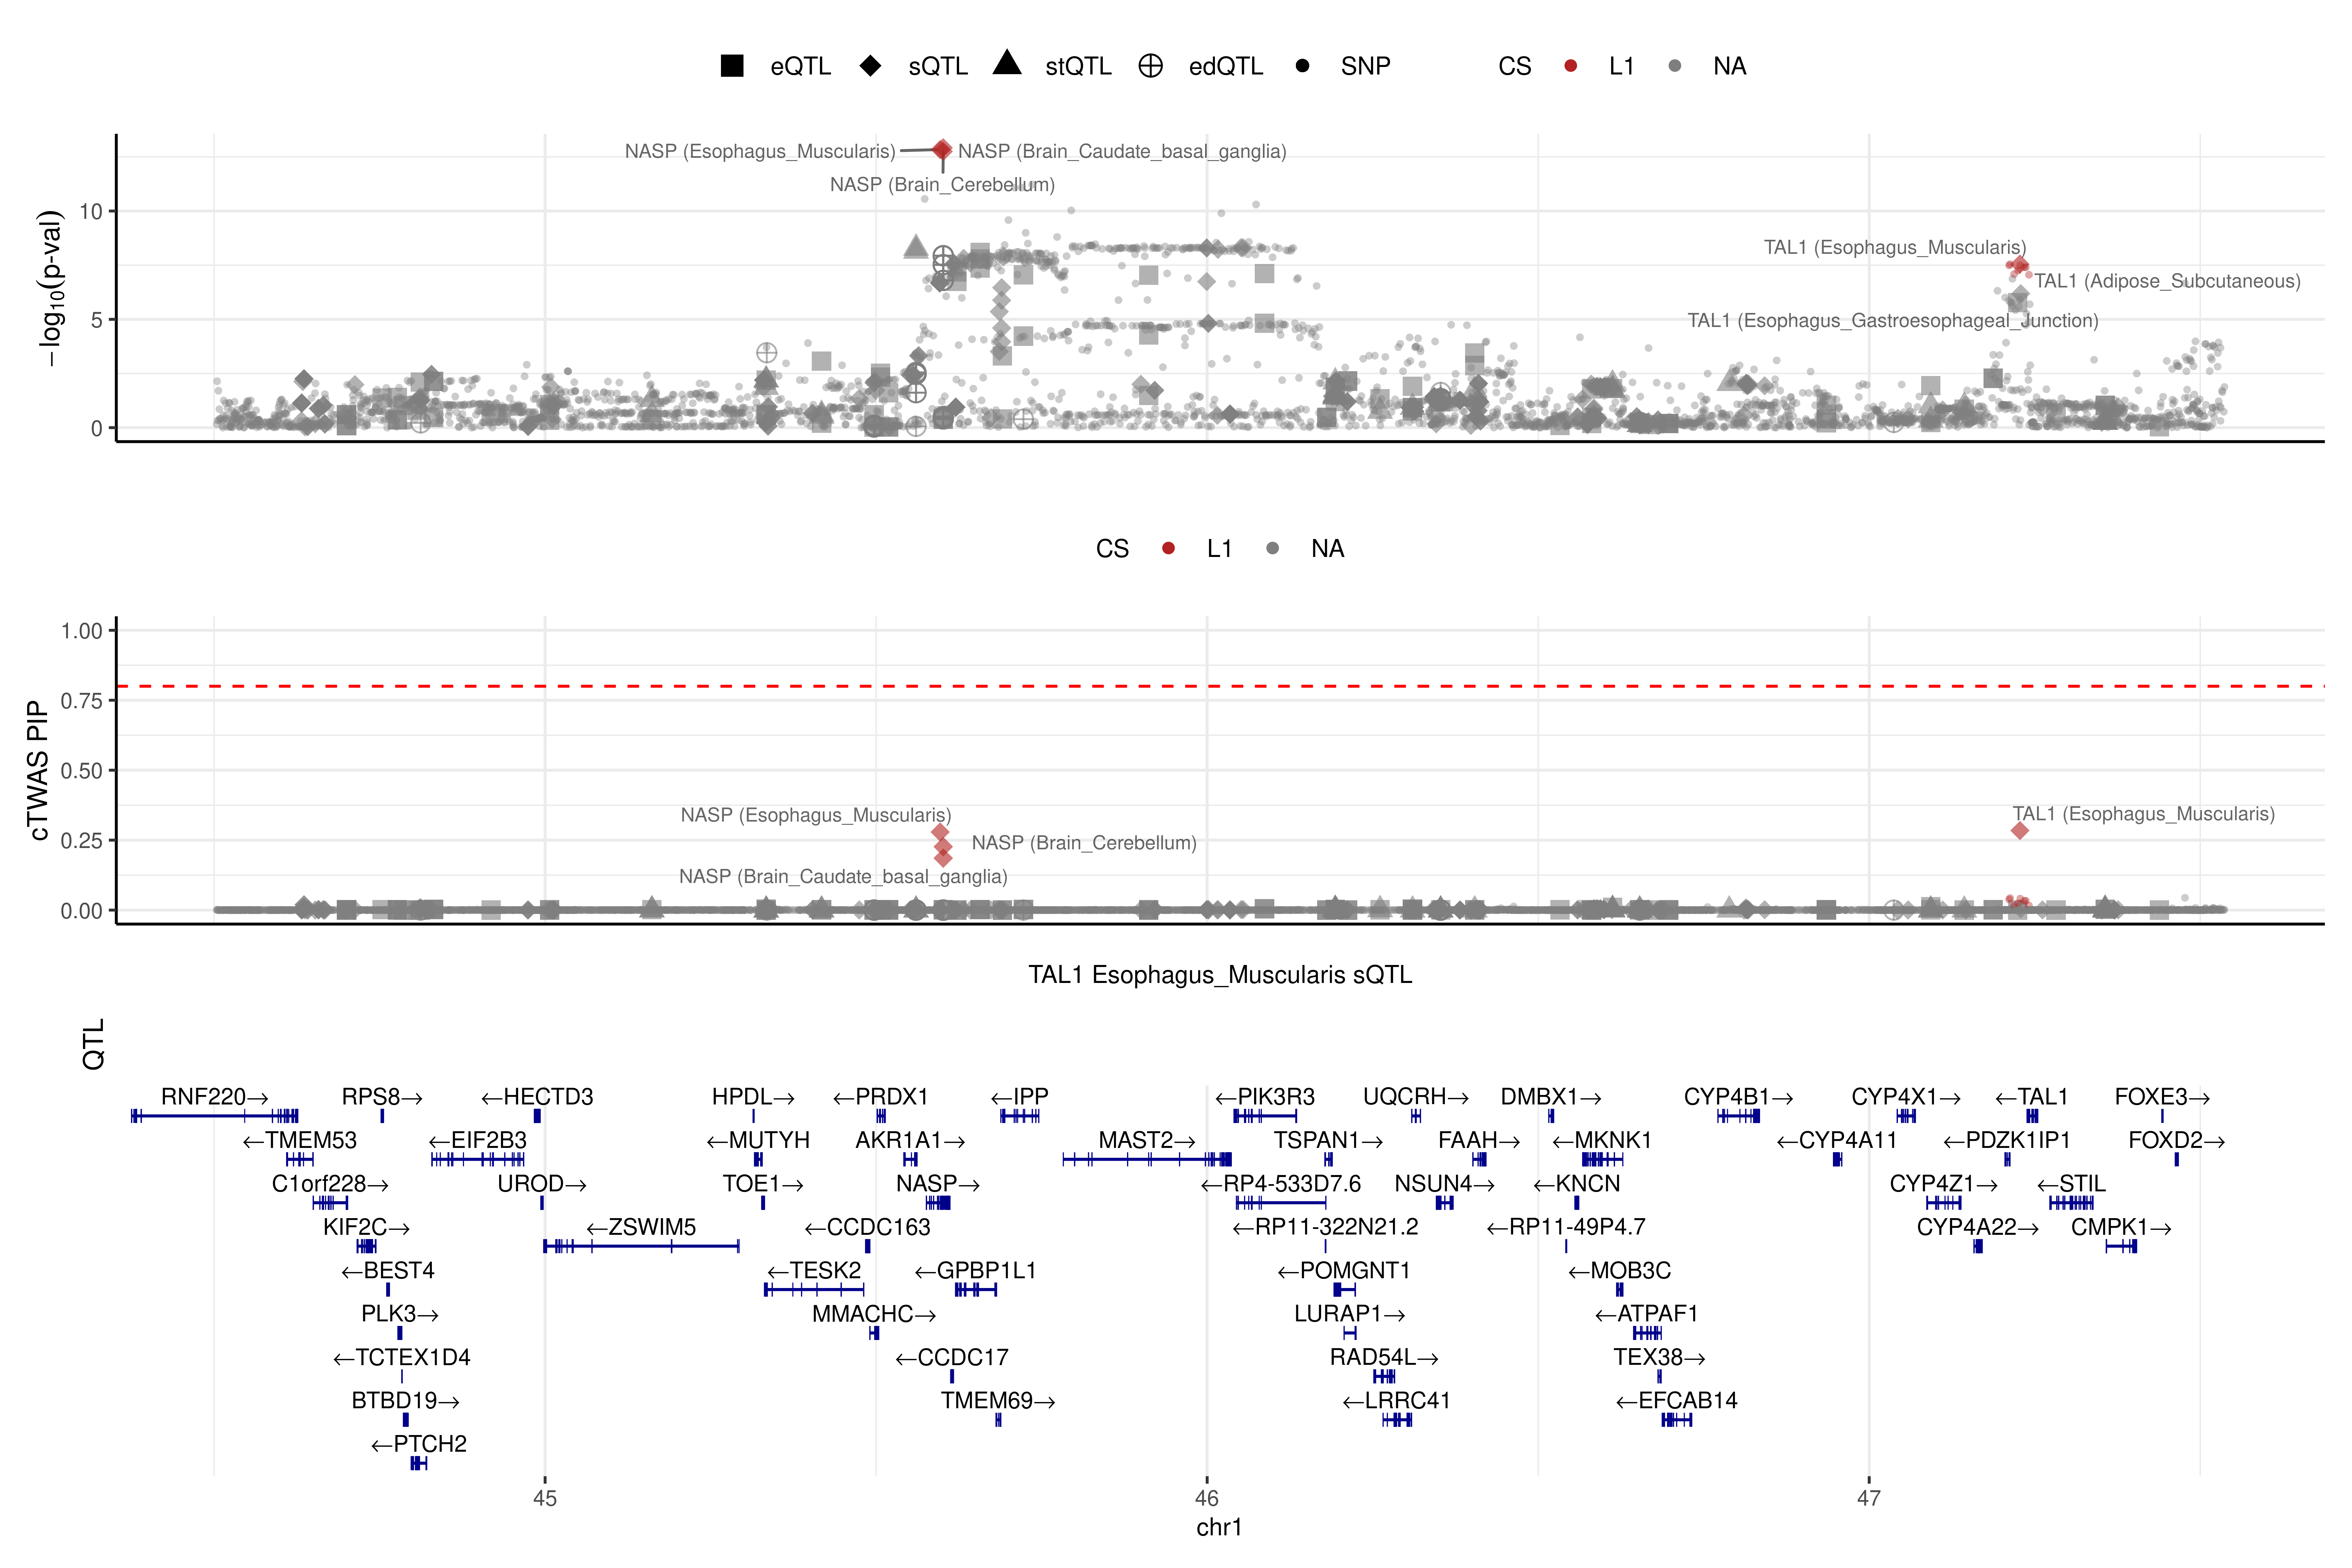 eQTL sQTL stQTL edQTL SNP CS L1 NA
NASP (Esophagus_Muscularis) NASP (Brain_Caudate_basal_ganglia)
NASP (Brain_Cerebellum)
TAL1 (Esophagus_Muscularis)
TAL1 (Adipose_Subcutaneous)
TAL1 (Esophagus_Gastroesophageal_Junction)
−log10(p-val)
10
5
0
CS L1 NA
cTWAS PIP
1.00
0.75
0.50
0.25
0.00
NASP (Esophagus_Muscularis) TAL1 (Esophagus_Muscularis)
NASP (Brain_Cerebellum)
NASP (Brain_Caudate_basal_ganglia)
TAL1 Esophagus_Muscularis sQTL
QTL
RNF220→ RPS8→ ←HECTD3 HPDL→ ←PRDX1 ←IPP ←PIK3R3 UQCRH→ DMBX1→ CYP4B1→ CYP4X1→ ←TAL1 FOXE3→
←TMEM53 ←EIF2B3 ←MUTYH AKR1A1→ MAST2→ TSPAN1→ FAAH→ ←MKNK1 ←CYP4A11 ←PDZK1IP1 FOXD2→
C1orf228→ UROD→ TOE1→ NASP→ ←RP4-533D7.6 NSUN4→ ←KNCN CYP4Z1→ ←STIL
KIF2C→ ←ZSWIM5 ←CCDC163 ←RP11-322N21.2 ←RP11-49P4.7 CYP4A22→ CMPK1→
←BEST4 ←TESK2 ←GPBP1L1 ←POMGNT1 ←MOB3C
PLK3→ MMACHC→ LURAP1→ ←ATPAF1
←TCTEX1D4 ←CCDC17 RAD54L→ TEX38→
BTBD19→ TMEM69→ ←LRRC41 ←EFCAB14
←PTCH2
45 46 47
chr1